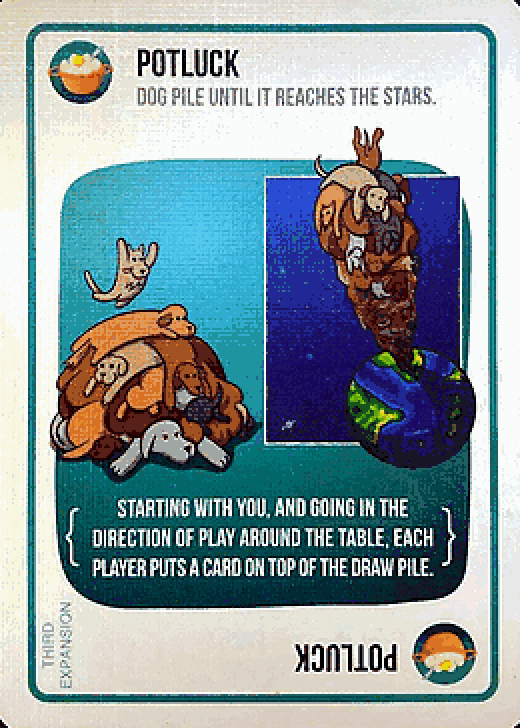 POTLUCK
DOG PILE UNTIL IT REACHES THE STARS.
STARTING WITH YOU, AND GOING IN THE
DIRECTION OF PLAY AROUND THE TABLE, EACH
PLAYER PUTS A CARD ON TOP OF THE DRAW PILE.
THIRD
EXPANSION
POTLUCK